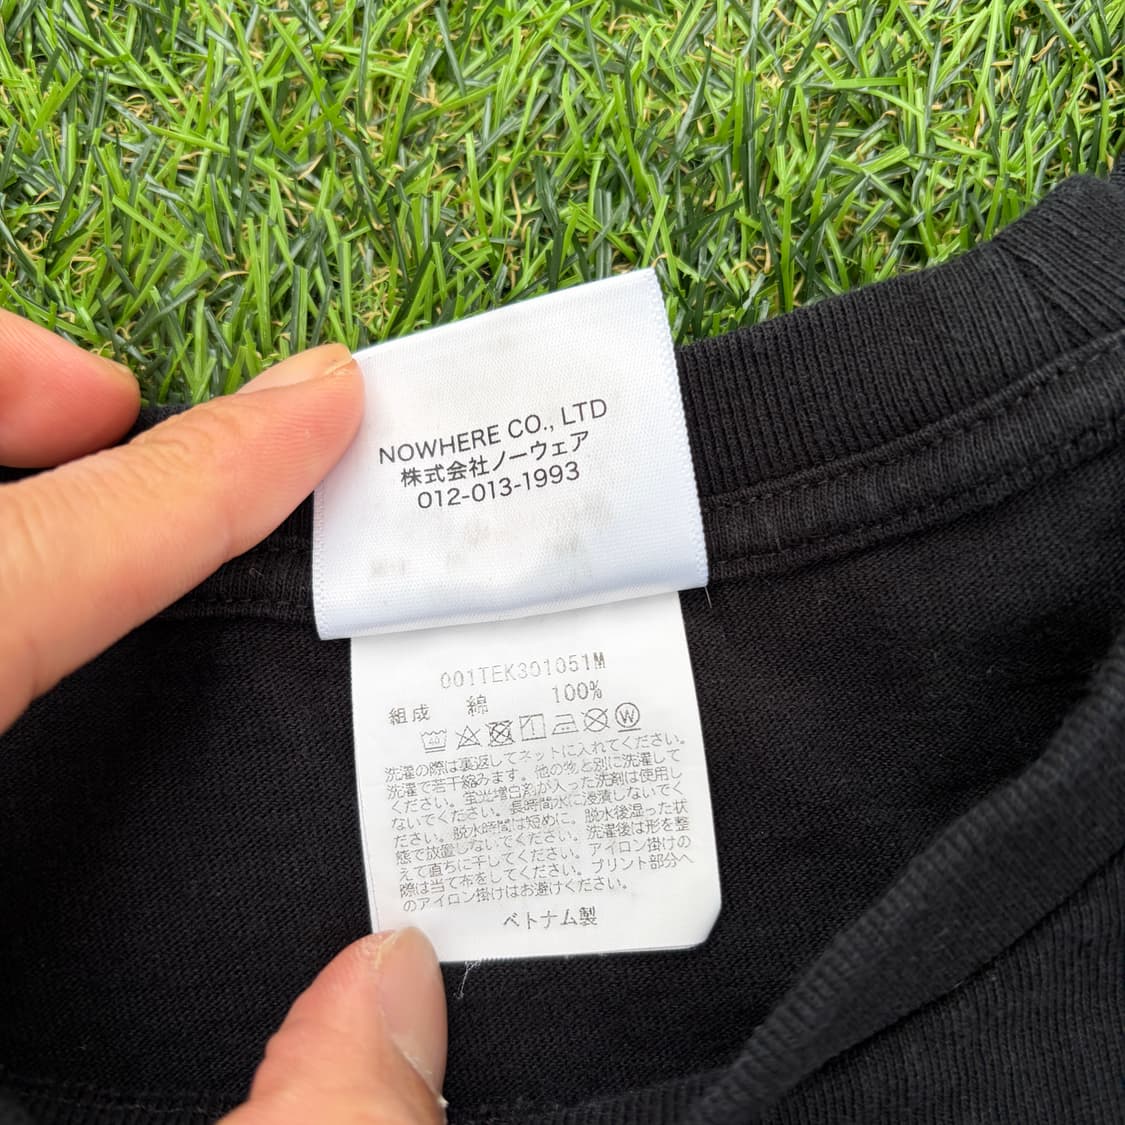 NOWHERE CO., LTD
株式会社ノーウェア
012-013-1993
001TEK301051M
組成 綿 100%
40 W
洗濯の際は裏返してネットに入れてください。
洗濯で若干縮みます。他の物と別に洗濯して
ください。蛍光増白剤が入った洗剤は使用し
ないでください。長時間水に浸漬しないでく
ださい。脱水時間は短めに。脱水後湿った状
態で放置しないでください。洗濯後は形を整
えて直ちに干してください。アイロン掛けの
際は当て布をしてください。プリント部分へ
のアイロン掛けはお避けください。
ベトナム製